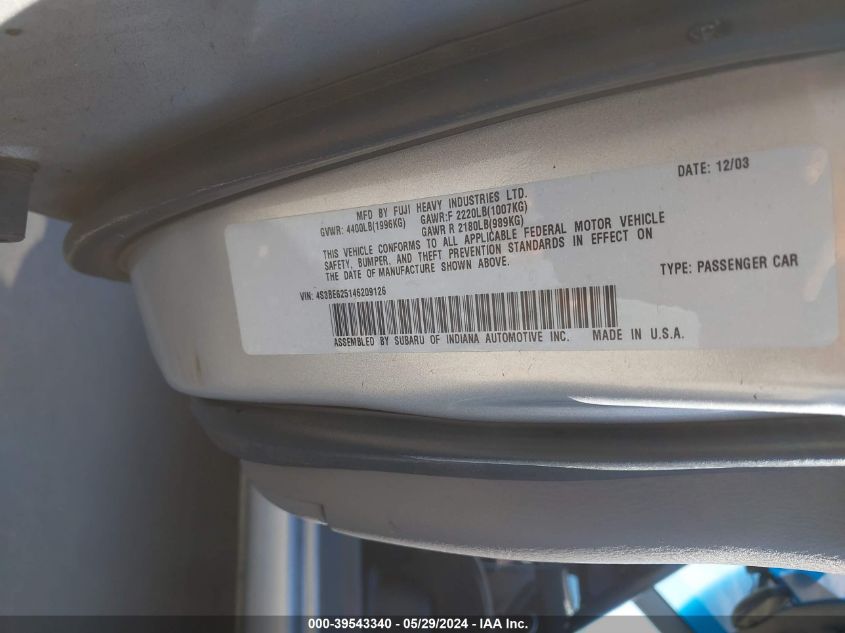 DATE: 12/03
MFD BY FUJI HEAVY INDUSTRIES LTD.
GVWR: 4400LB(1996KG) GAWR:F 2220LB(1007KG)
GAWR R 2180LB(989KG)
THIS VEHICLE CONFORMS TO ALL APPLICABLE FEDERAL MOTOR VEHICLE
SAFETY, BUMPER, AND THEFT PREVENTION STANDARDS IN EFFECT ON
THE DATE OF MANUFACTURE SHOWN ABOVE.
TYPE: PASSENGER CAR
VIN: 4S3BE625146209126
ASSEMBLED BY SUBARU OF INDIANA AUTOMOTIVE INC. MADE IN U.S.A.
000-39543340 - 05/29/2024 - IAA Inc.